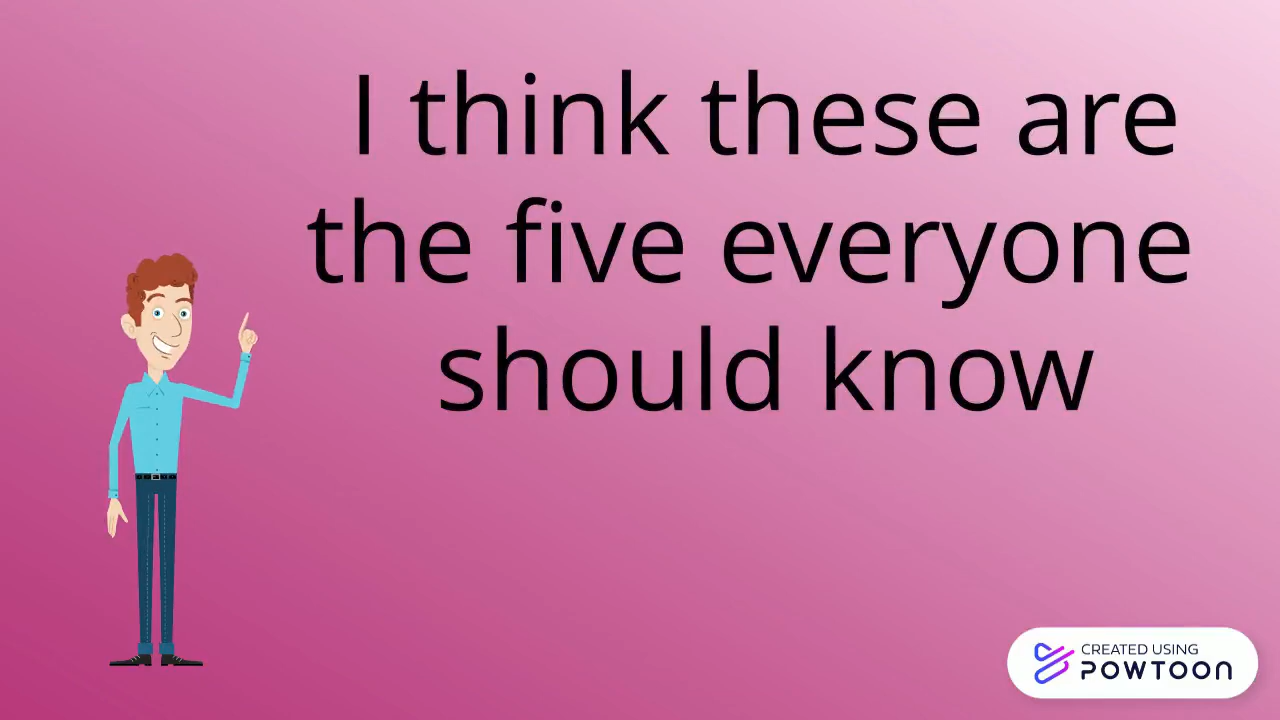 I think these are
the five everyone
should know
CREATED USING
POWTOON